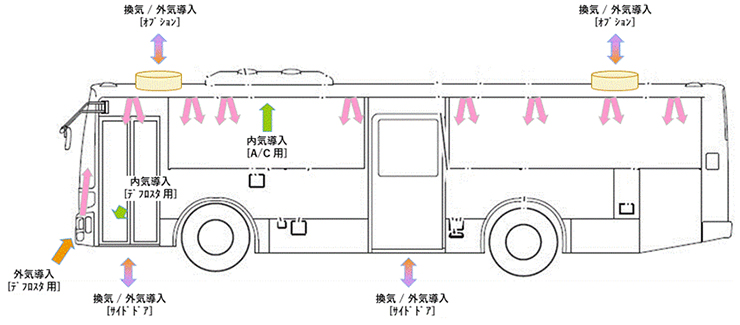 換気 / 外気導入
[ｵﾌﾟｼｮﾝ]
換気 / 外気導入
[ｵﾌﾟｼｮﾝ]
内気導入
[A/C 用]
内気導入
[ﾃﾞﾌﾛｽﾀ 用]
外気導入
[ﾃﾞﾌﾛｽﾀ 用]
換気 / 外気導入
[ｻｲﾄﾞﾄﾞｱ]
換気 / 外気導入
[ｻｲﾄﾞﾄﾞｱ]